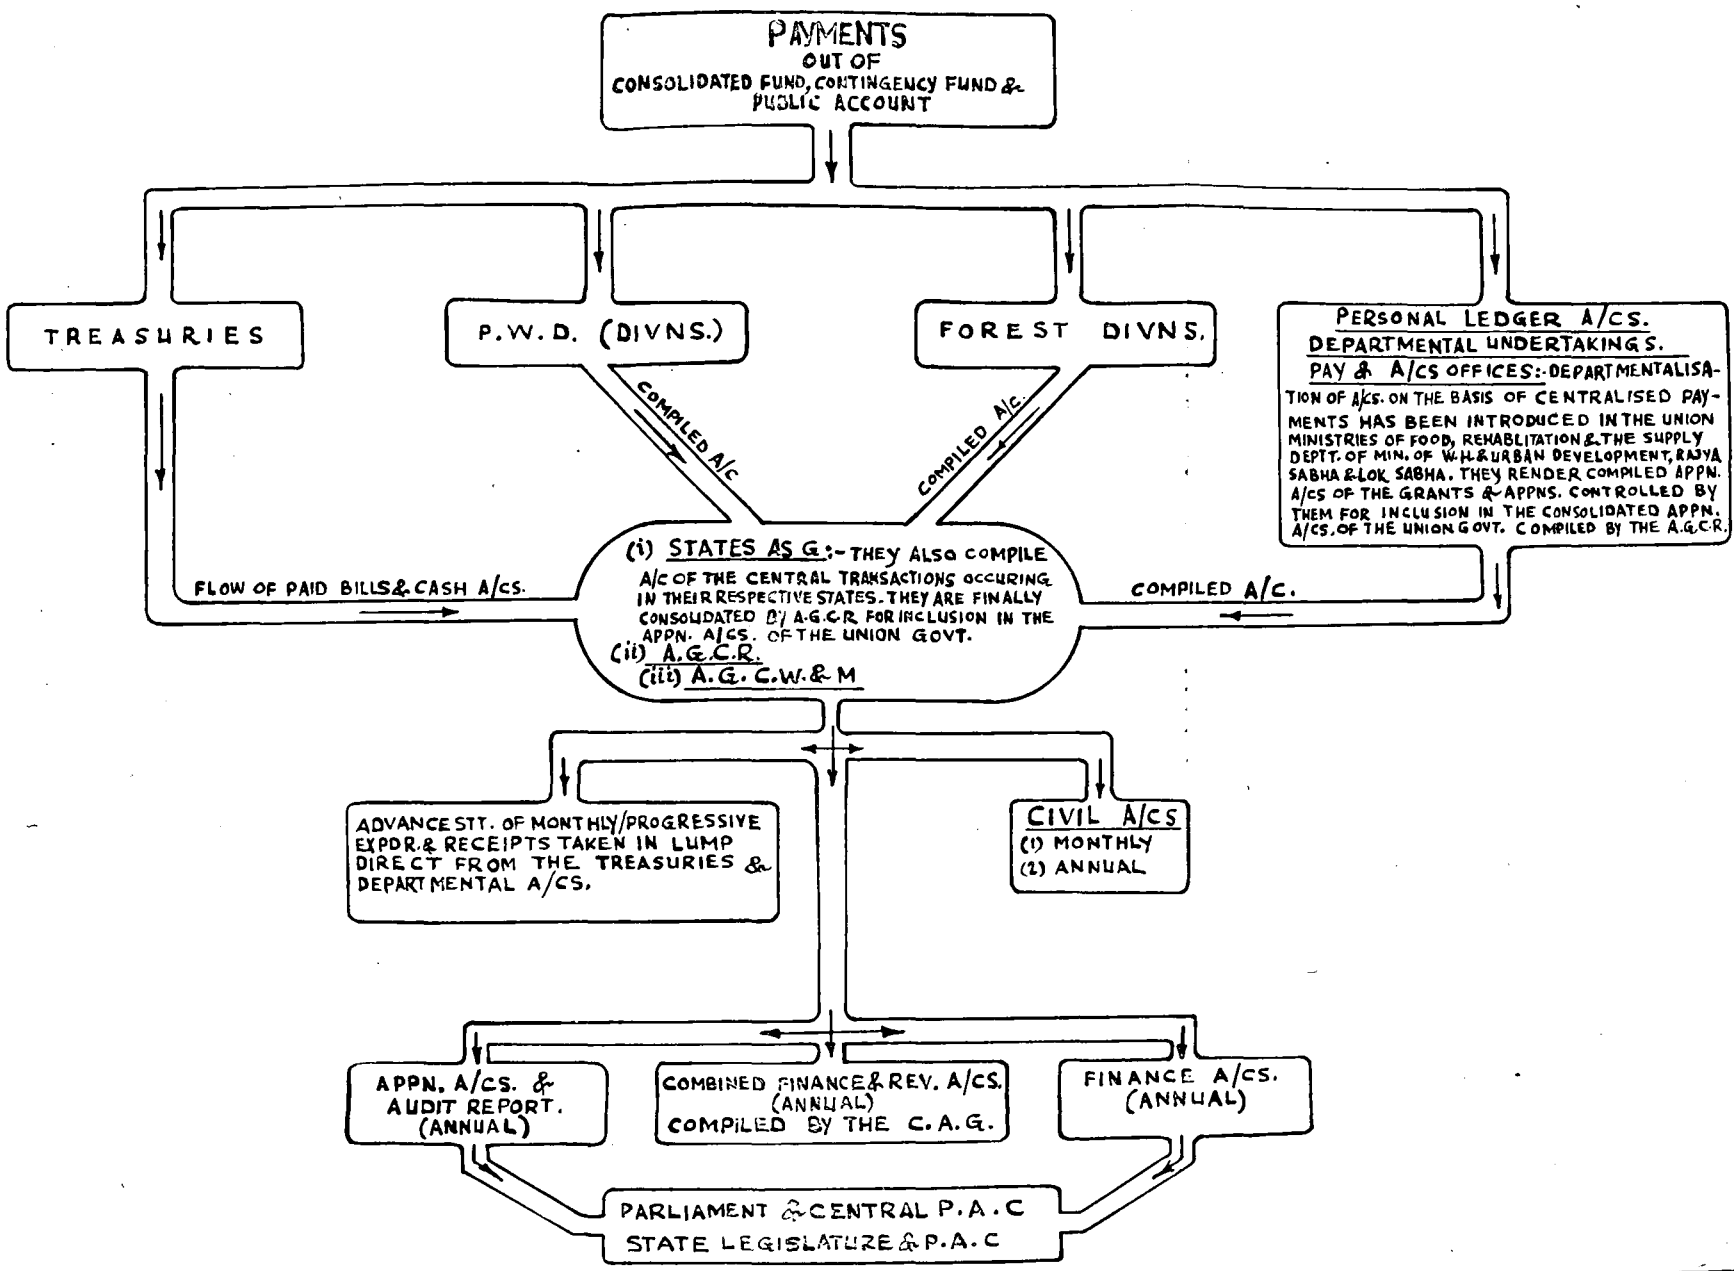 PAYMENTS
OUT OF
CONSOLIDATED FUND, CONTINGENCY FUND &
PUBLIC ACCOUNT
TREASURIES
P.W.D. (DIVNS.)
FOREST DIVNS.
PERSONAL LEDGER A/CS.
DEPARTMENTAL UNDERTAKINGS.
PAY & A/CS OFFICES:-DEPARTMENTALISA-
TION OF A/CS. ON THE BASIS OF CENTRALISED PAY-
MENTS HAS BEEN INTRODUCED IN THE UNION
MINISTRIES OF FOOD, REHABLITATION & THE SUPPLY
DEPTT. OF MIN. OF W.H.& URBAN DEVELOPMENT, RAJYA
SABHA & LOK SABHA. THEY RENDER COMPILED APPN.
A/CS OF THE GRANTS & APPNS. CONTROLLED BY
THEM FOR INCLUSION IN THE CONSOLIDATED APPN.
A/CS. OF THE UNION GOVT. COMPILED BY THE A.G.C.R.
COMPILED A/C
COMPILED A/C.
FLOW OF PAID BILLS & CASH A/CS.
COMPILED A/C.
(i) STATES AS G:- THEY ALSO COMPILE
A/C OF THE CENTRAL TRANSACTIONS OCCURING
IN THEIR RESPECTIVE STATES. THEY ARE FINALLY
CONSOLIDATED BY A.G.C.R FOR INCLUSION IN THE
APPN. A/CS. OF THE UNION GOVT.
(ii) A.G.C.R.
(iii) A.G. C.W.& M
ADVANCE STT. OF MONTHLY/PROGRESSIVE
EXPDR.& RECEIPTS TAKEN IN LUMP
DIRECT FROM THE TREASURIES &
DEPARTMENTAL A/CS.
CIVIL A/CS
(1) MONTHLY
(2) ANNUAL
APPN. A/CS. &
AUDIT REPORT.
(ANNUAL)
COMBINED FINANCE & REV. A/CS.
(ANNUAL)
COMPILED BY THE C.A.G.
FINANCE A/CS.
(ANNUAL)
PARLIAMENT & CENTRAL P.A.C
STATE LEGISLATURE & P.A.C